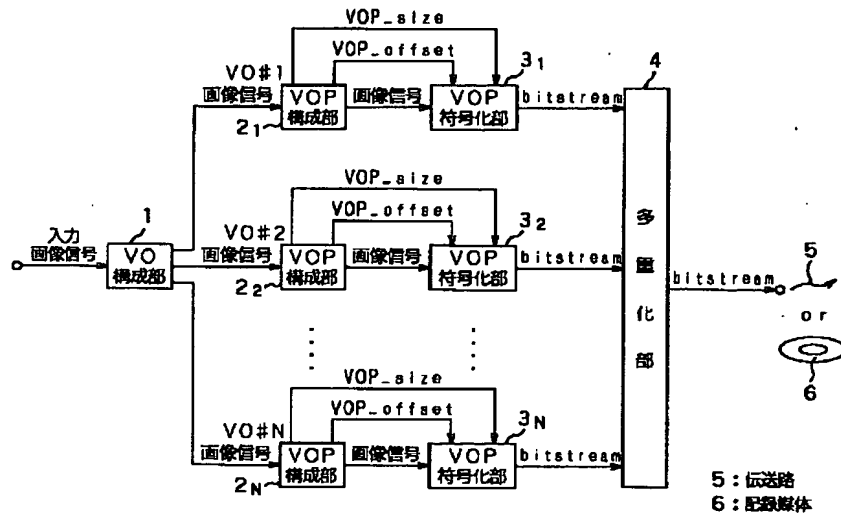 VOP_size
VOP_offset
VO#1
画像信号
VOP
構成部
2₁
画像信号
3₁
VOP
符号化部
bitstream
4
多重化部
入力
画像信号
1
VO
構成部
VOP_size
VOP_offset
VO#2
画像信号
VOP
構成部
2₂
画像信号
3₂
VOP
符号化部
bitstream
bitstream
5
or
6
VOP_size
VOP_offset
VO#N
画像信号
VOP
構成部
2N
画像信号
3N
VOP
符号化部
bitstream
5:伝送路
6:記録媒体